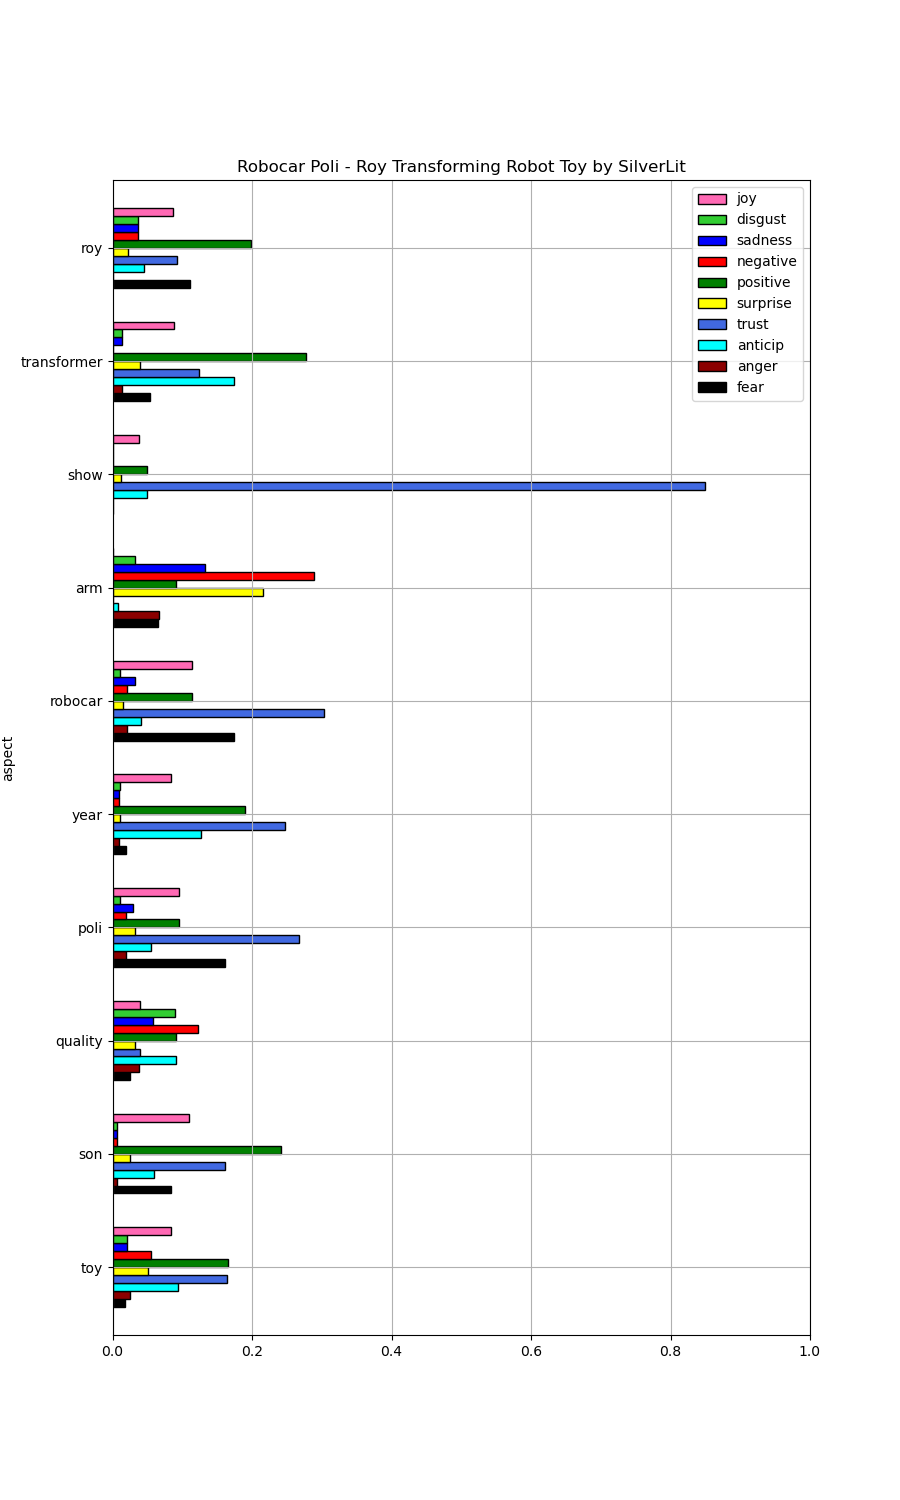 Robocar Poli - Roy Transforming Robot Toy by SilverLit
joy
disgust
sadness
negative
positive
surprise
trust
anticip
anger
fear
roy
transformer
show
arm
robocar
year
poli
quality
son
toy
aspect
0.0 0.2 0.4 0.6 0.8 1.0